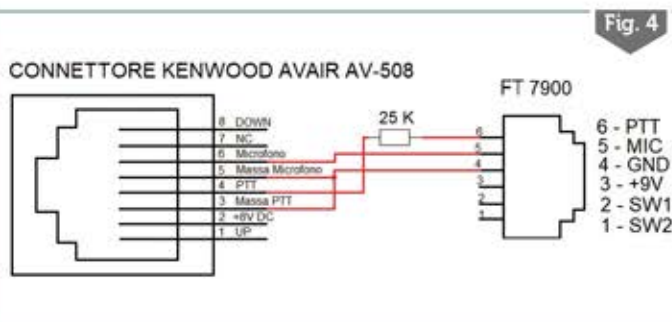 Fig. 4
CONNETTORE KENWOOD AVAIR AV-508
FT 7900
8 DOWN
7 NC
6 Microfono
5 Massa Microfono
4 PTT
3 Massa PTT
2 +8V DC
1 UP
25 K
6
5
4
3
2
1
6 - PTT
5 - MIC
4 - GND
3 - +9V
2 - SW1
1 - SW2